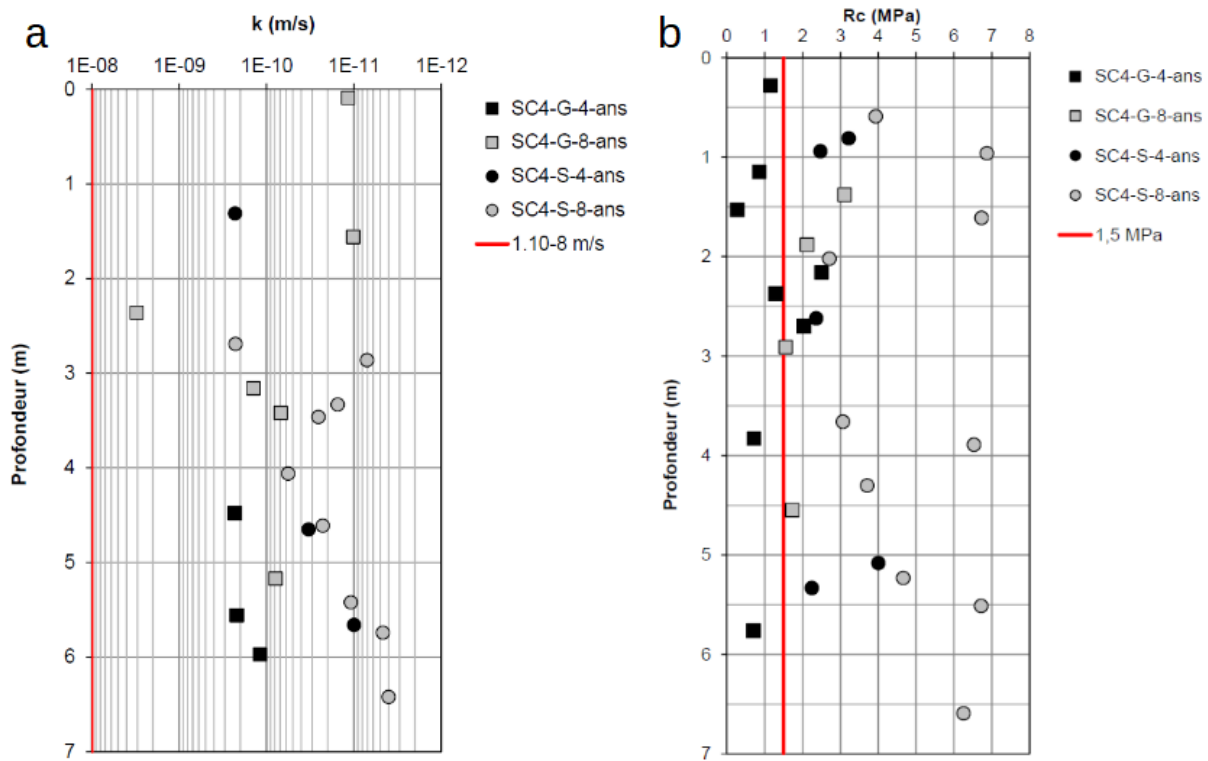 a
k (m/s)
1E-08 1E-09 1E-10 1E-11 1E-12
0
1
2
3
4
5
6
7
Profondeur (m)
SC4-G-4-ans
SC4-G-8-ans
SC4-S-4-ans
SC4-S-8-ans
1.10-8 m/s
b
Rc (MPa)
0 1 2 3 4 5 6 7 8
0
1
2
3
4
5
6
7
Profondeur (m)
SC4-G-4-ans
SC4-G-8-ans
SC4-S-4-ans
SC4-S-8-ans
1,5 MPa